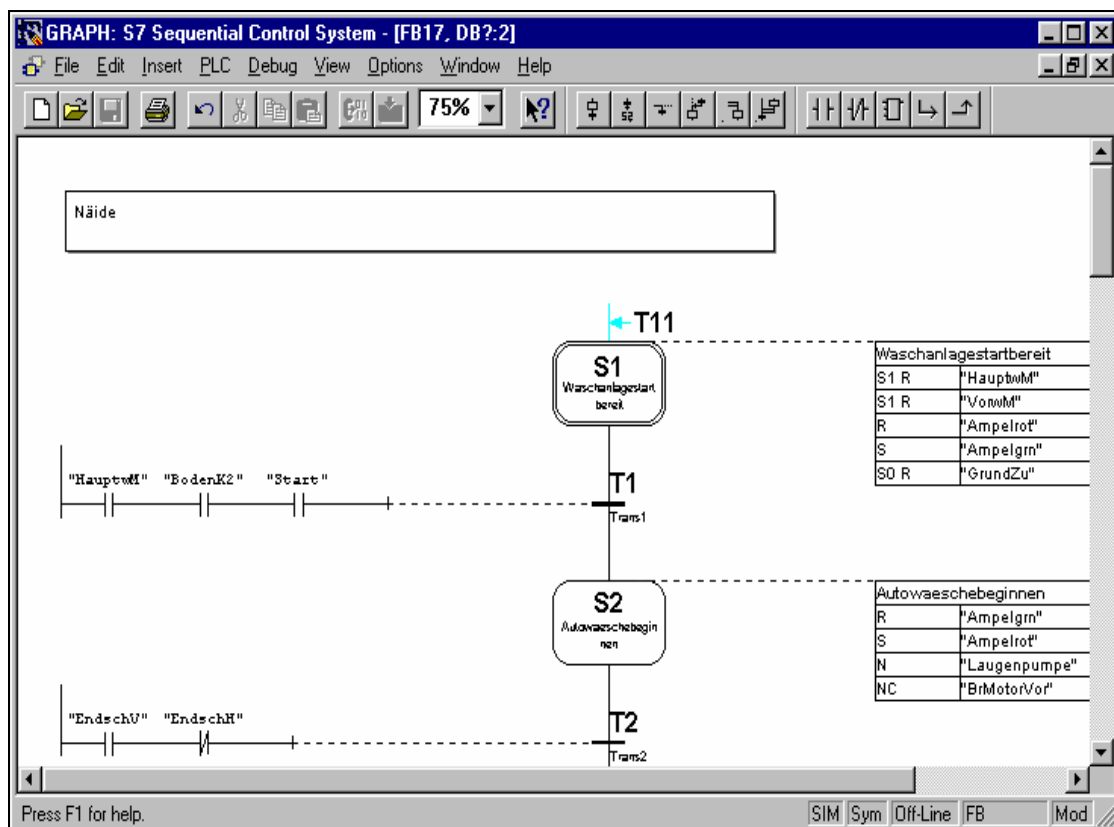 GRAPH: S7 Sequential Control System - [FB17, DB?:2]
File Edit Insert PLC Debug View Options Window Help
75%
Näide
T11
S1
Waschanlagestart
bereit
Waschanlagestartbereit
S1 R "HauptwM"
S1 R "VorwM"
R "Ampelrot"
S "Ampelgrn"
S0 R "GrundZu"
"HauptwM" "BodenK2" "Start"
T1
Trans1
S2
Autowaeschebegin
nen
Autowaeschebeginnen
R "Ampelgrn"
S "Ampelrot"
N "Laugenpumpe"
NC "BrMotorVor"
"EndschV" "EndschH"
T2
Trans2
Press F1 for help.
SIM Sym Off-Line FB Mod